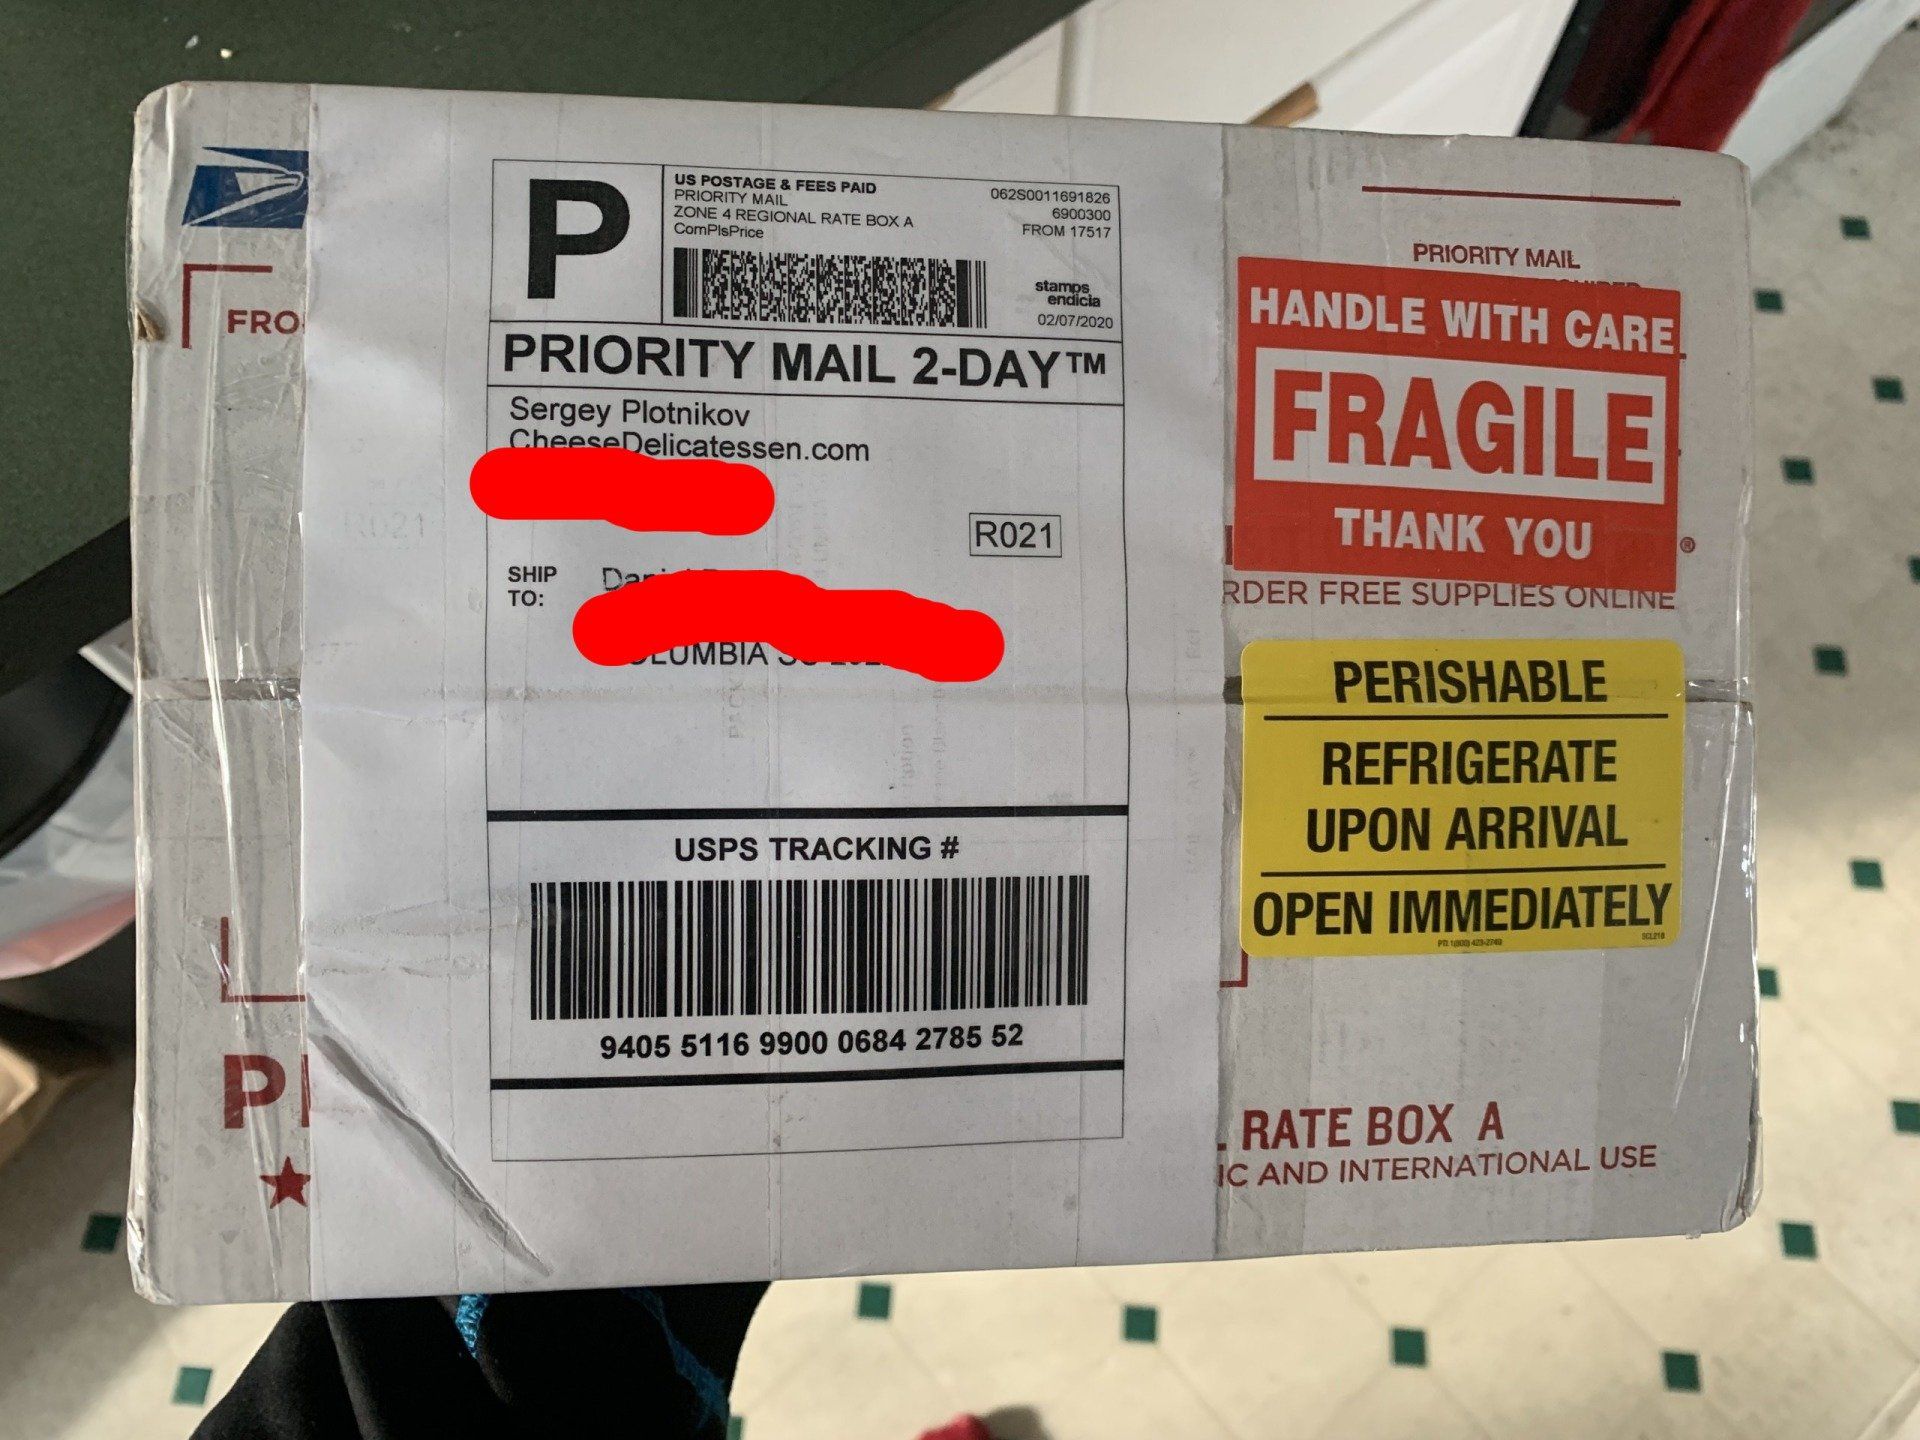 P
US POSTAGE & FEES PAID
PRIORITY MAIL
ZONE 4 REGIONAL RATE BOX A
ComPlsPrice
062S0011691826
6900300
FROM 17517
stamps
endicia
02/07/2020
PRIORITY MAIL 2-DAY™
Sergey Plotnikov
CheeseDelicatessen.com
R021
SHIP
TO:
USPS TRACKING #
9405 5116 9900 0684 2785 52
FRO
PRIORITY MAIL
HANDLE WITH CARE
FRAGILE
THANK YOU
®
RDER FREE SUPPLIES ONLINE
PERISHABLE
REFRIGERATE
UPON ARRIVAL
OPEN IMMEDIATELY
RATE BOX A
IC AND INTERNATIONAL USE